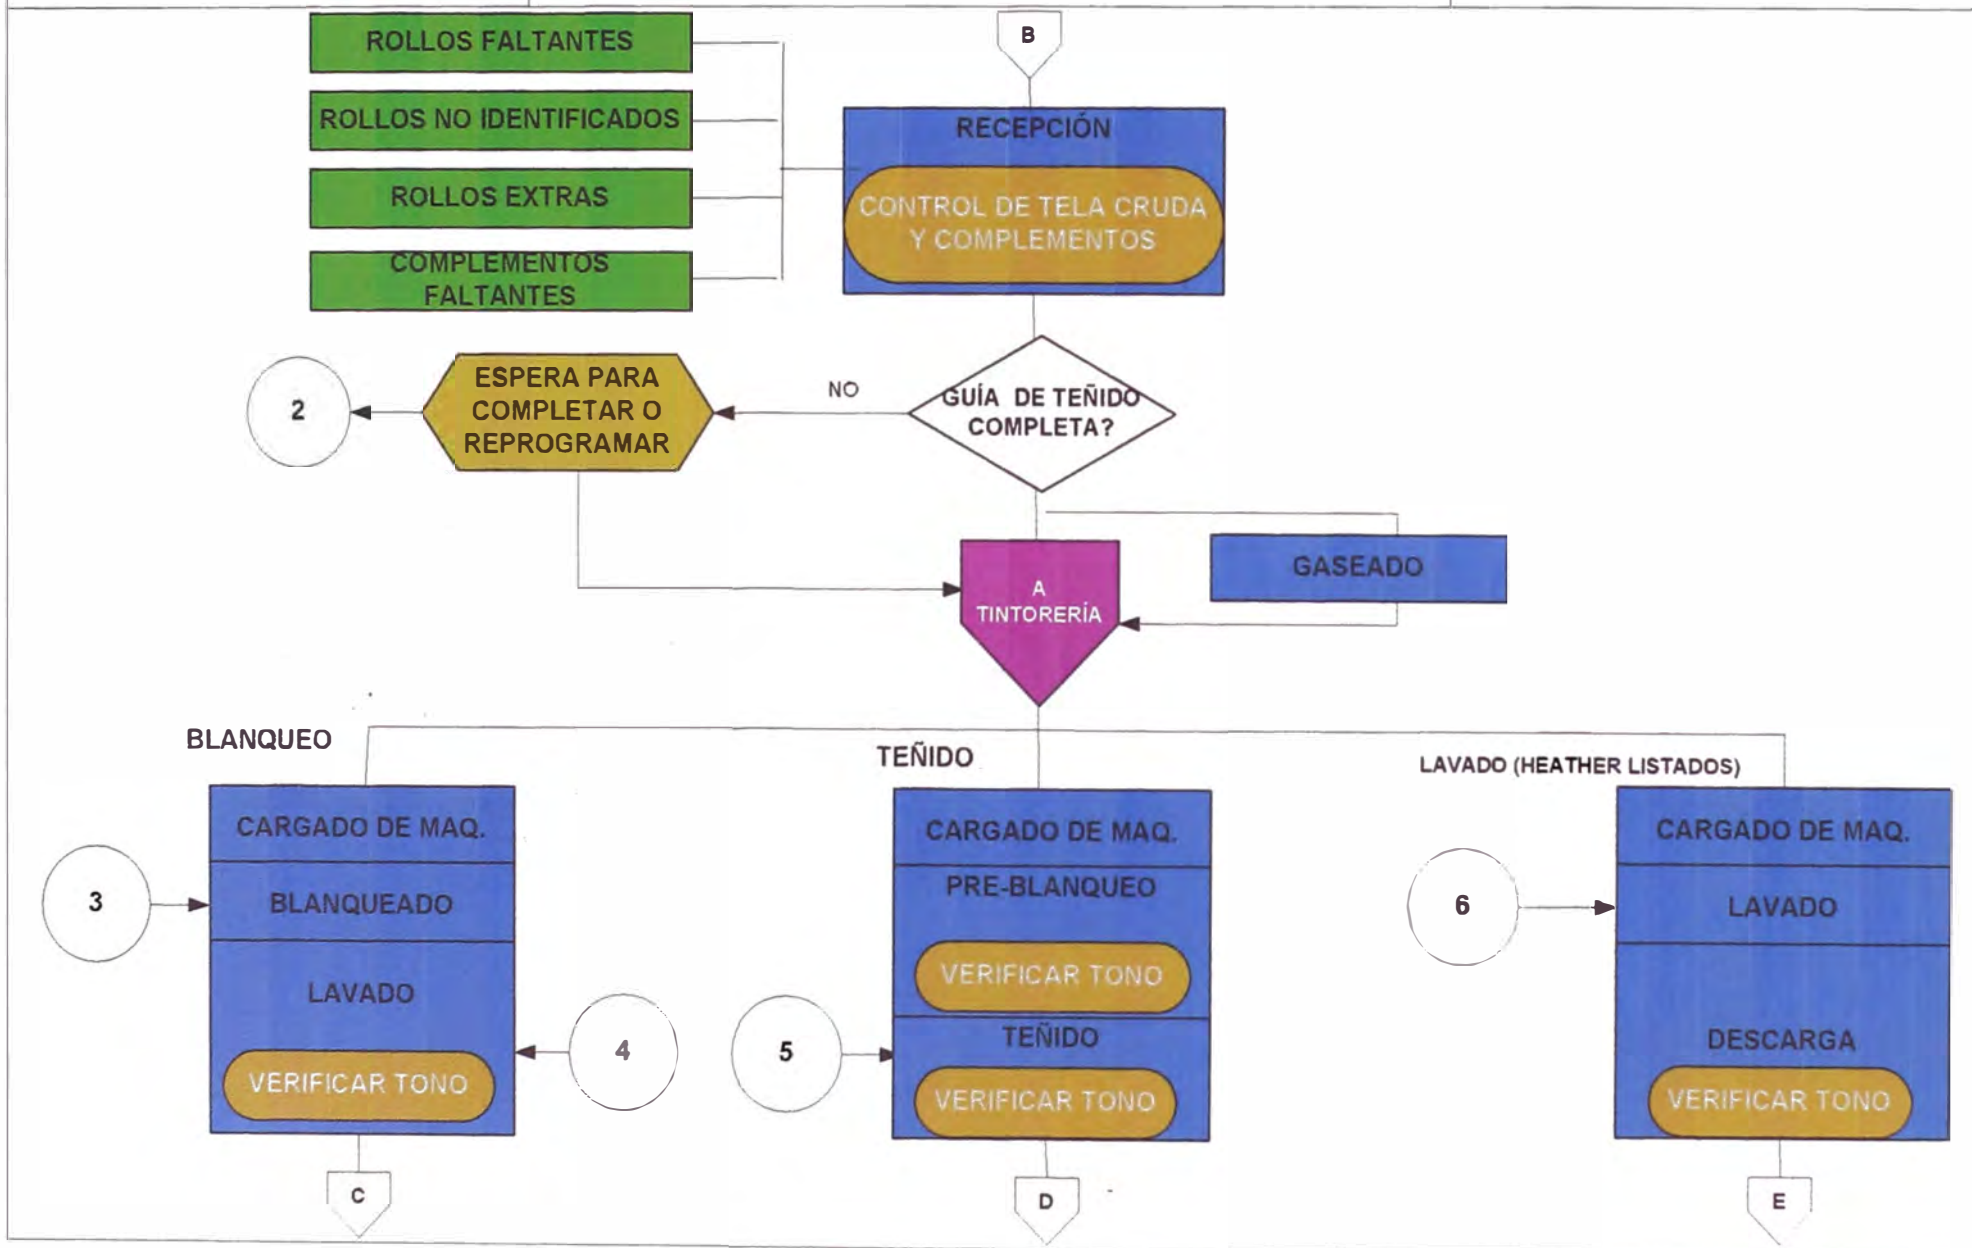 B
ROLLOS FALTANTES
ROLLOS NO IDENTIFICADOS
ROLLOS EXTRAS
COMPLEMENTOS
FALTANTES
RECEPCIÓN
CONTROL DE TELA CRUDA
Y COMPLEMENTOS
2
ESPERA PARA
COMPLETAR O
REPROGRAMAR
NO
GUÍA DE TEÑIDO
COMPLETA?
GASEADO
A
TINTORERÍA
BLANQUEO
CARGADO DE MAQ.
3
BLANQUEADO
LAVADO
4
VERIFICAR TONO
C
TEÑIDO
CARGADO DE MAQ.
PRE-BLANQUEO
VERIFICAR TONO
5
TEÑIDO
VERIFICAR TONO
D
LAVADO (HEATHER LISTADOS)
CARGADO DE MAQ.
6
LAVADO
DESCARGA
VERIFICAR TONO
E